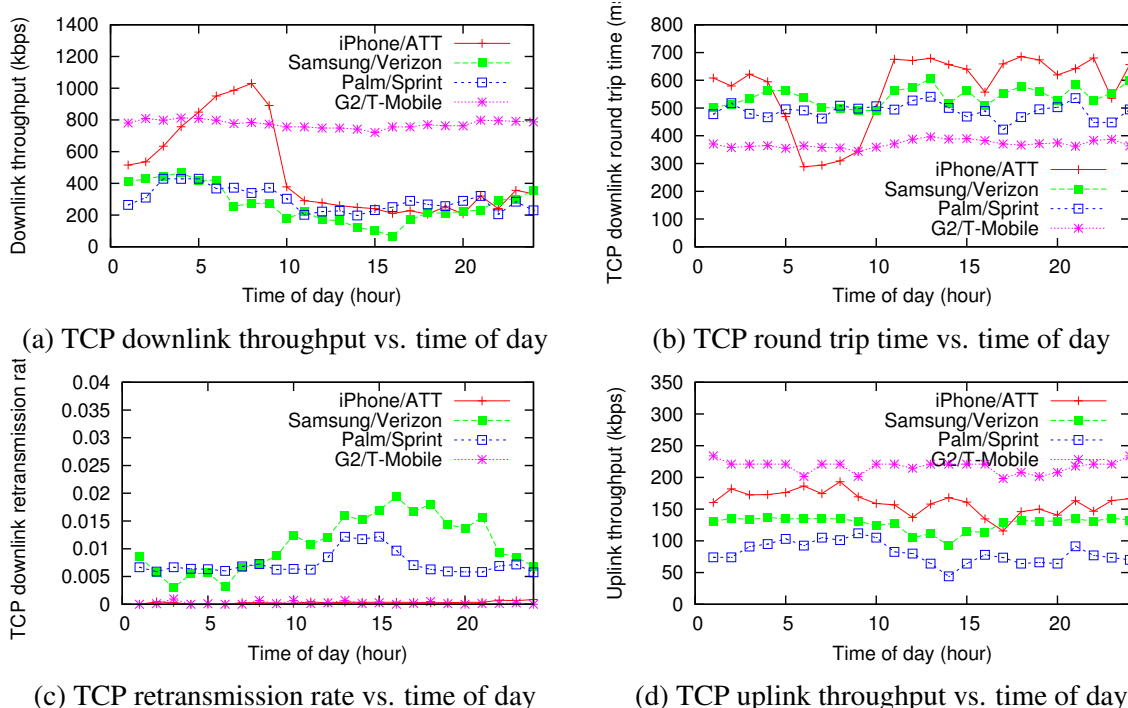 Downlink throughput (kbps)
1400
1200
1000
800
600
400
200
0
iPhone/ATT
Samsung/Verizon
Palm/Sprint
G2/T-Mobile
0 5 10 15 20
Time of day (hour)
(a) TCP downlink throughput vs. time of day
TCP downlink round trip time (ms
800
700
600
500
400
300
200
100
0
iPhone/ATT
Samsung/Verizon
Palm/Sprint
G2/T-Mobile
0 5 10 15 20
Time of day (hour)
(b) TCP round trip time vs. time of day
TCP downlink retransmission rat
0.04
0.035
0.03
0.025
0.02
0.015
0.01
0.005
0
iPhone/ATT
Samsung/Verizon
Palm/Sprint
G2/T-Mobile
0 5 10 15 20
Time of day (hour)
(c) TCP retransmission rate vs. time of day
Uplink throughput (kbps)
350
300
250
200
150
100
50
0
iPhone/ATT
Samsung/Verizon
Palm/Sprint
G2/T-Mobile
0 5 10 15 20
Time of day (hour)
(d) TCP uplink throughput vs. time of day